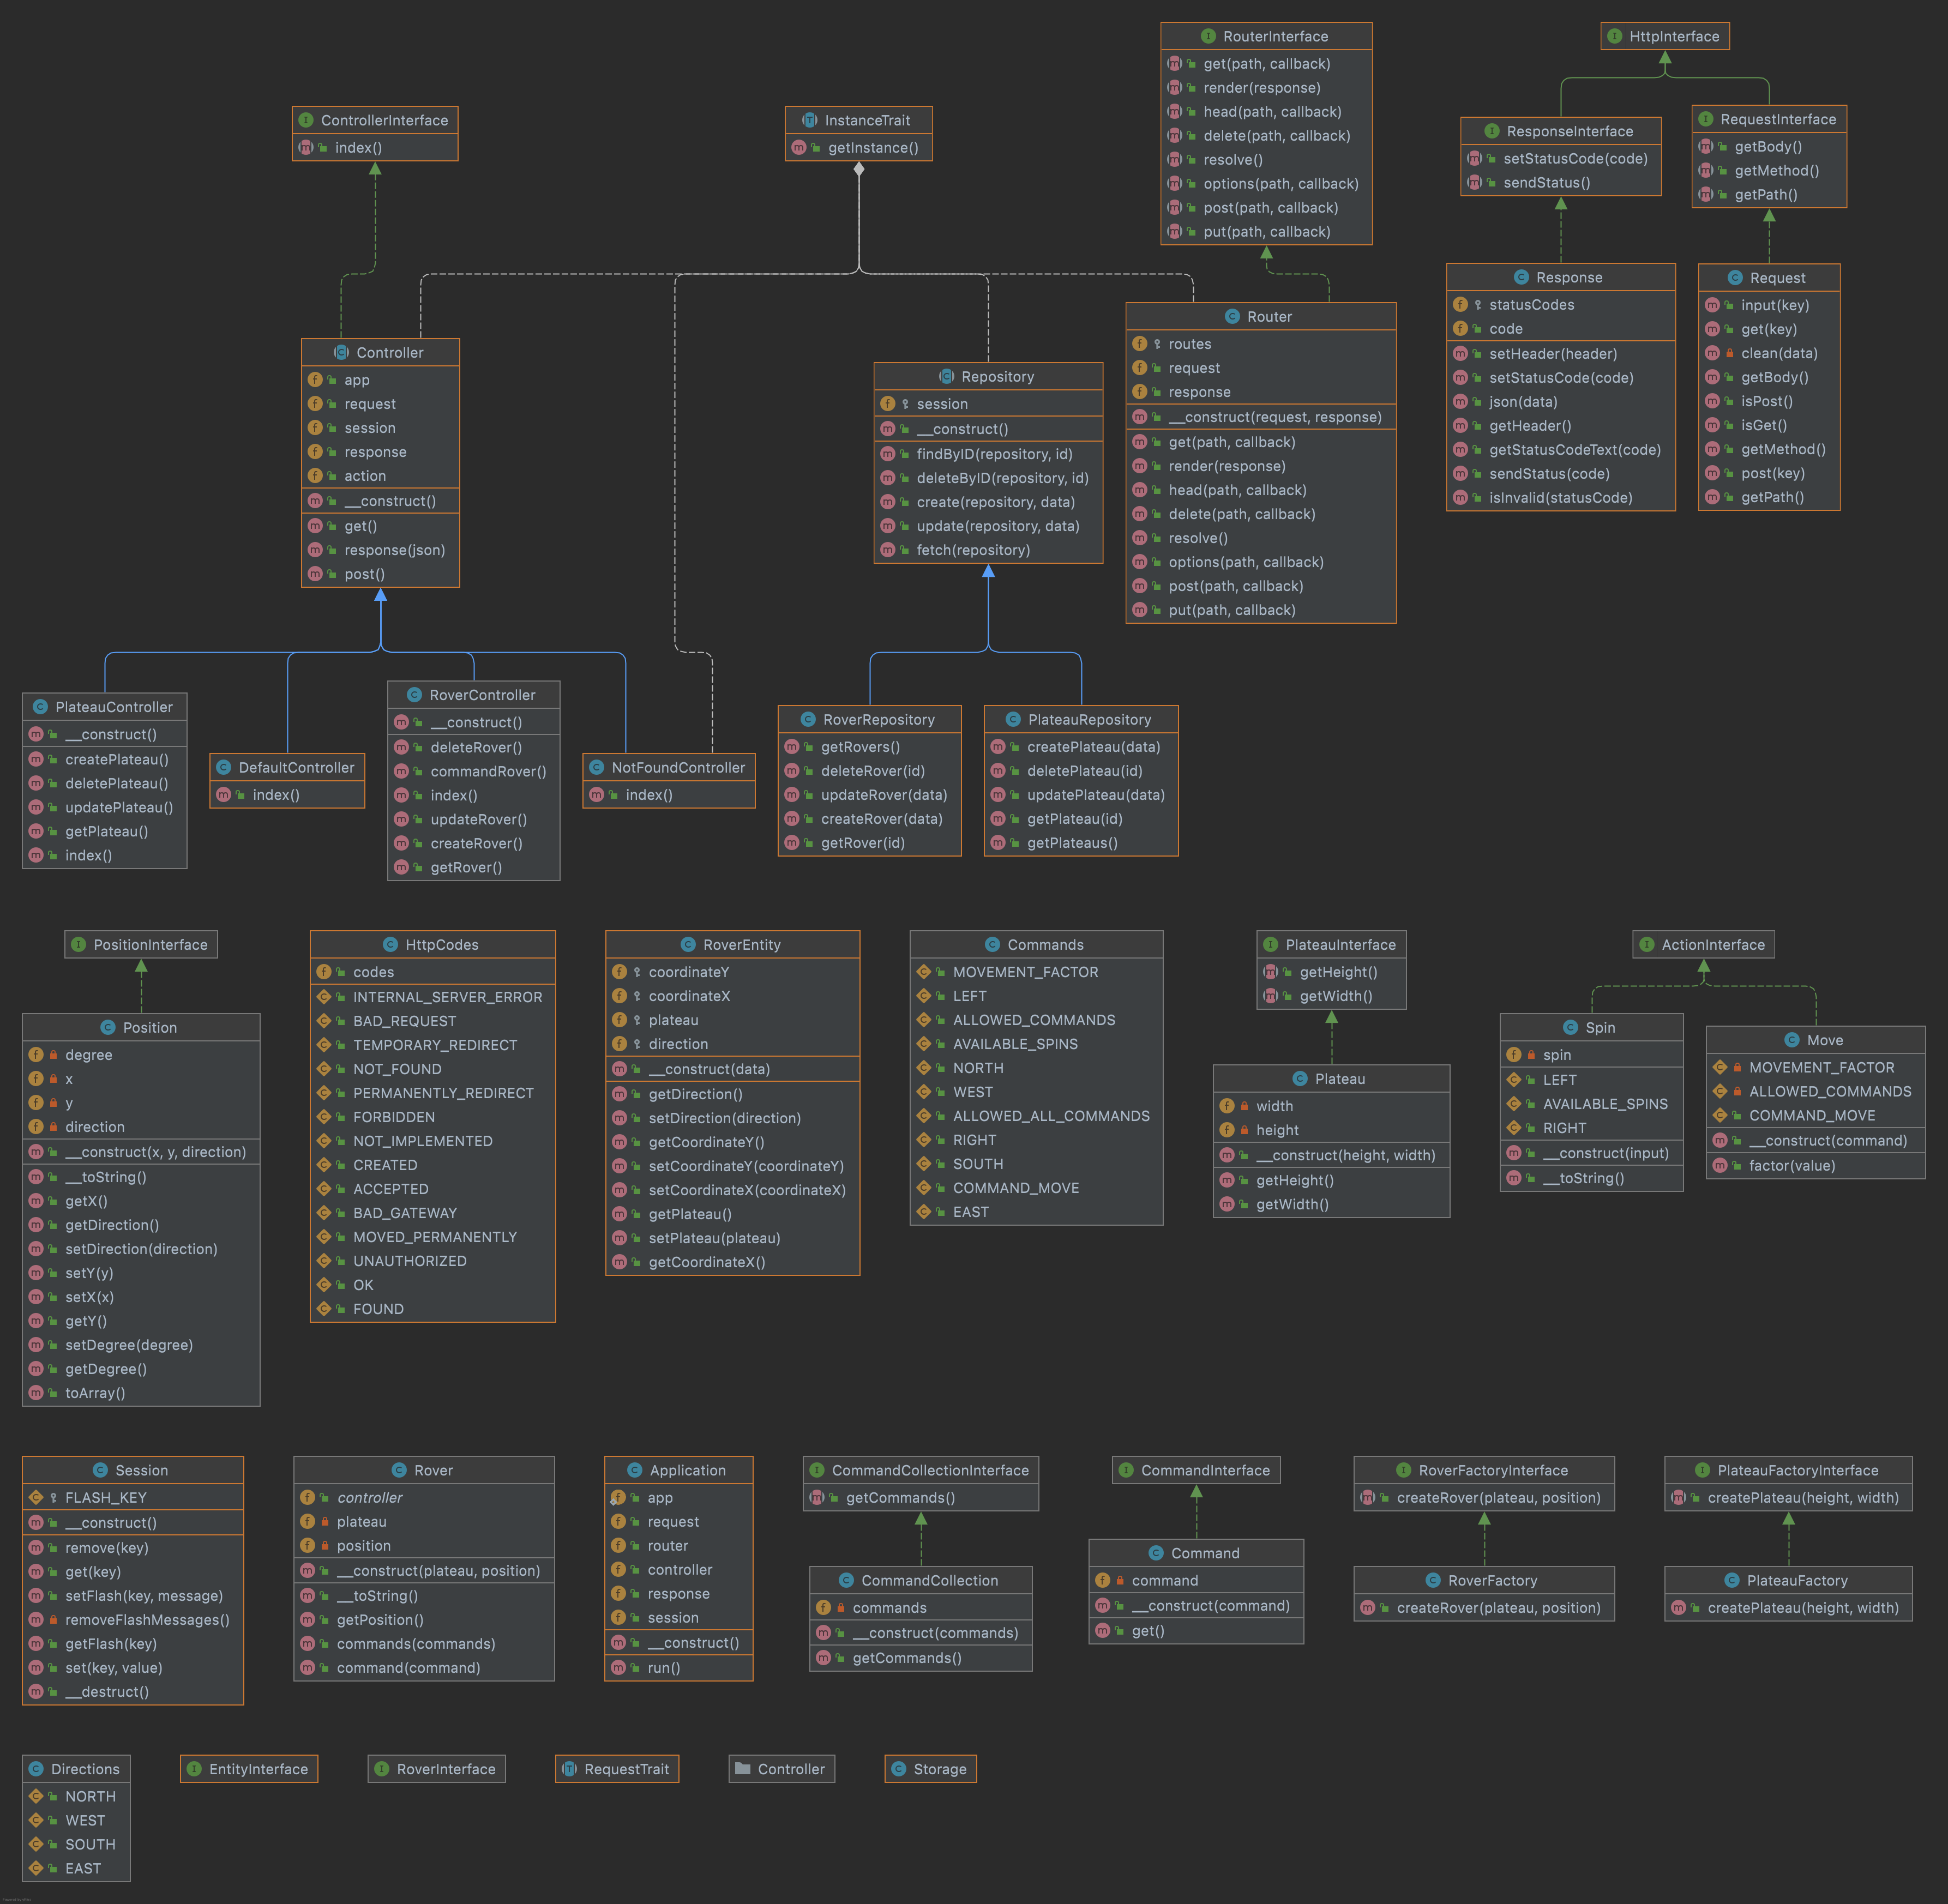 RouterInterface
get(path, callback)
render(response)
head(path, callback)
delete(path, callback)
resolve()
options(path, callback)
post(path, callback)
put(path, callback)
HttpInterface
ControllerInterface
index()
InstanceTrait
getInstance()
ResponseInterface
setStatusCode(code)
sendStatus()
RequestInterface
getBody()
getMethod()
getPath()
Controller
app
request
session
response
action
__construct()
get()
response(json)
post()
Repository
session
__construct()
findByID(repository, id)
deleteByID(repository, id)
create(repository, data)
update(repository, data)
fetch(repository)
Router
routes
request
response
__construct(request, response)
get(path, callback)
render(response)
head(path, callback)
delete(path, callback)
resolve()
options(path, callback)
post(path, callback)
put(path, callback)
Response
statusCodes
code
setHeader(header)
setStatusCode(code)
json(data)
getHeader()
getStatusCodeText(code)
sendStatus(code)
isInvalid(statusCode)
Request
input(key)
get(key)
clean(data)
getBody()
isPost()
isGet()
getMethod()
post(key)
getPath()
PlateauController
__construct()
createPlateau()
deletePlateau()
updatePlateau()
getPlateau()
index()
DefaultController
index()
RoverController
__construct()
deleteRover()
commandRover()
index()
updateRover()
createRover()
getRover()
NotFoundController
index()
RoverRepository
getRovers()
deleteRover(id)
updateRover(data)
createRover(data)
getRover(id)
PlateauRepository
createPlateau(data)
deletePlateau(id)
updatePlateau(data)
getPlateau(id)
getPlateaus()
PositionInterface
Position
degree
x
y
direction
__construct(x, y, direction)
__toString()
getX()
getDirection()
setDirection(direction)
setY(y)
setX(x)
getY()
setDegree(degree)
getDegree()
toArray()
HttpCodes
codes
INTERNAL_SERVER_ERROR
BAD_REQUEST
TEMPORARY_REDIRECT
NOT_FOUND
PERMANENTLY_REDIRECT
FORBIDDEN
NOT_IMPLEMENTED
CREATED
ACCEPTED
BAD_GATEWAY
MOVED_PERMANENTLY
UNAUTHORIZED
OK
FOUND
RoverEntity
coordinateY
coordinateX
plateau
direction
__construct(data)
getDirection()
setDirection(direction)
getCoordinateY()
setCoordinateY(coordinateY)
setCoordinateX(coordinateX)
getPlateau()
setPlateau(plateau)
getCoordinateX()
Commands
MOVEMENT_FACTOR
LEFT
ALLOWED_COMMANDS
AVAILABLE_SPINS
NORTH
WEST
ALLOWED_ALL_COMMANDS
RIGHT
SOUTH
COMMAND_MOVE
EAST
PlateauInterface
getHeight()
getWidth()
Plateau
width
height
__construct(height, width)
getHeight()
getWidth()
ActionInterface
Spin
spin
LEFT
AVAILABLE_SPINS
RIGHT
__construct(input)
__toString()
Move
MOVEMENT_FACTOR
ALLOWED_COMMANDS
COMMAND_MOVE
__construct(command)
factor(value)
Session
FLASH_KEY
__construct()
remove(key)
get(key)
setFlash(key, message)
removeFlashMessages()
getFlash(key)
set(key, value)
__destruct()
Rover
controller
plateau
position
__construct(plateau, position)
__toString()
getPosition()
commands(commands)
command(command)
Application
app
request
router
controller
response
session
__construct()
run()
CommandCollectionInterface
getCommands()
CommandCollection
commands
__construct(commands)
getCommands()
CommandInterface
Command
command
__construct(command)
get()
RoverFactoryInterface
createRover(plateau, position)
RoverFactory
createRover(plateau, position)
PlateauFactoryInterface
createPlateau(height, width)
PlateauFactory
createPlateau(height, width)
Directions
NORTH
WEST
SOUTH
EAST
EntityInterface
RoverInterface
RequestTrait
Controller
Storage